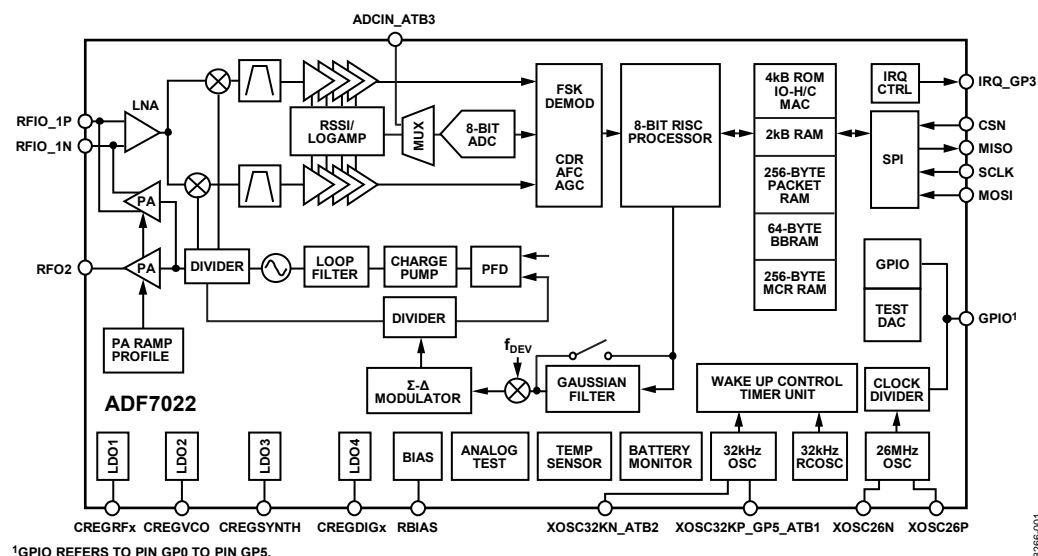 ADCIN_ATB3
RFIO_1P
RFIO_1N
LNA
RSSI/
LOGAMP
MUX
8-BIT
ADC
FSK
DEMOD
CDR
AFC
AGC
8-BIT RISC
PROCESSOR
4kB ROM
IO-H/C
MAC
2kB RAM
256-BYTE
PACKET
RAM
64-BYTE
BBRAM
256-BYTE
MCR RAM
IRQ
CTRL
IRQ_GP3
SPI
CSN
MISO
SCLK
MOSI
PA
RFO2
PA
DIVIDER
LOOP
FILTER
CHARGE
PUMP
PFD
GPIO
TEST
DAC
GPIO¹
PA RAMP
PROFILE
DIVIDER
fDEV
Σ-Δ
MODULATOR
GAUSSIAN
FILTER
WAKE UP CONTROL
TIMER UNIT
CLOCK
DIVIDER
ADF7022
LDO1
LDO2
LDO3
LDO4
BIAS
ANALOG
TEST
TEMP
SENSOR
BATTERY
MONITOR
32kHz
OSC
32kHz
RCOSC
26MHz
OSC
CREGRFx
CREGVCO
CREGSYNTH
CREGDIGx
RBIAS
XOSC32KN_ATB2
XOSC32KP_GP5_ATB1
XOSC26N
XOSC26P
¹GPIO REFERS TO PIN GP0 TO PIN GP5.